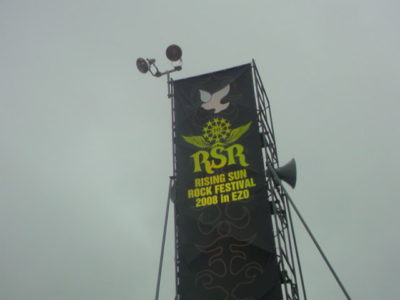 RSR
RISING SUN
ROCK FESTIVAL
2008 in EZO